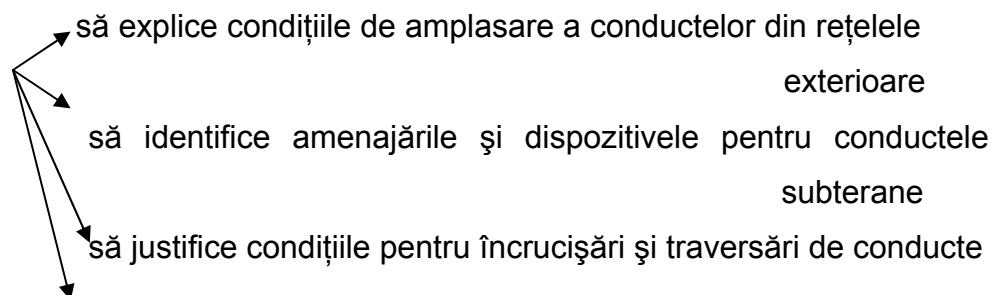 să explice condițiile de amplasare a conductelor din rețelele
exterioare
să identifice amenajările şi dispozitivele pentru conductele
subterane
să justifice condițiile pentru încrucişări şi traversări de conducte